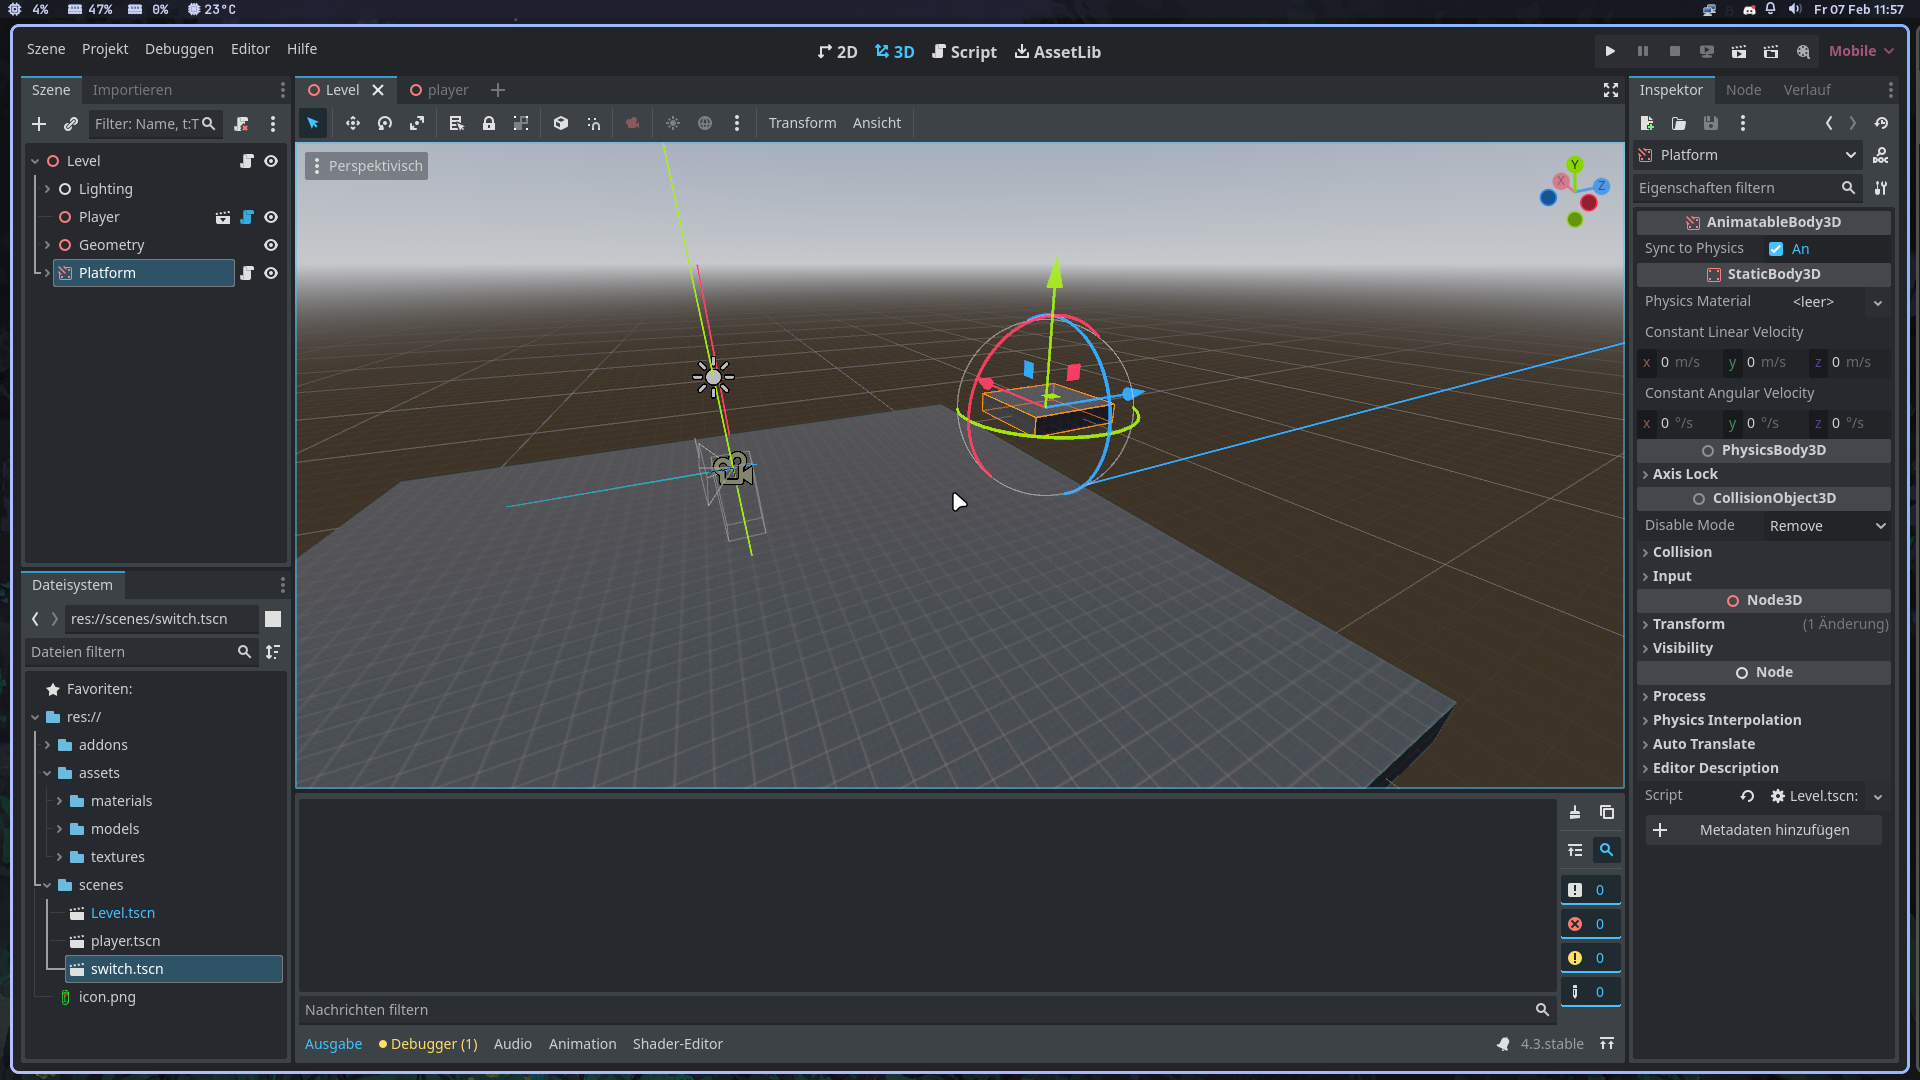 4% 47% 0% 23°C
Fr 07 Feb 11:57
Szene Projekt Debuggen Editor Hilfe
2D 3D Script AssetLib
Mobile
Szene Importieren
Filter: Name, t:T
Level
Lighting
Player
Geometry
Platform
Dateisystem
res://scenes/switch.tscn
Dateien filtern
Favoriten:
res://
addons
assets
materials
models
textures
scenes
Level.tscn
player.tscn
switch.tscn
icon.png
Level player
Transform Ansicht
Perspektivisch
Y
X
Z
Nachrichten filtern
0
0
0
0
Ausgabe Debugger (1) Audio Animation Shader-Editor
4.3.stable
Inspektor Node Verlauf
Platform
DOC
Eigenschaften filtern
AnimatableBody3D
Sync to Physics An
StaticBody3D
Physics Material <leer>
Constant Linear Velocity
x 0 m/s y 0 m/s z 0 m/s
Constant Angular Velocity
x 0 °/s y 0 °/s z 0 °/s
PhysicsBody3D
Axis Lock
CollisionObject3D
Disable Mode Remove
Collision
Input
Node3D
Transform (1 Änderung)
Visibility
Node
Process
Physics Interpolation
Auto Translate
Editor Description
Script Level.tscn:
Metadaten hinzufügen